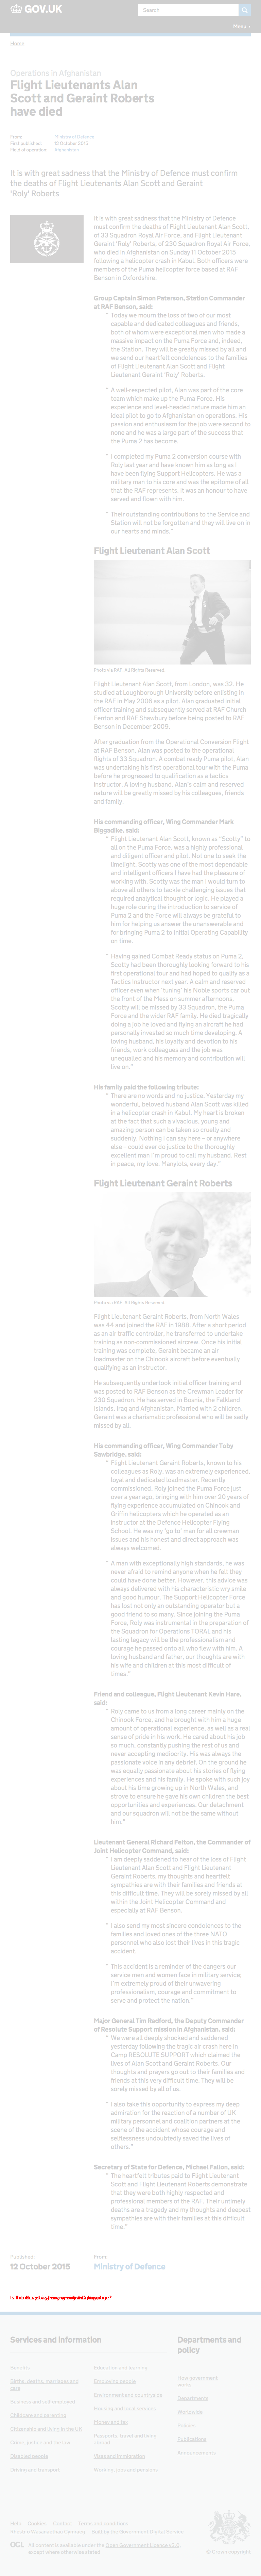 GOV.UK
Search
Menu
Home
Operations in Afghanistan
Flight Lieutenants Alan
Scott and Geraint Roberts
have died
From: Ministry of Defence
First published: 12 October 2015
Field of operation: Afghanistan
It is with great sadness that the Ministry of Defence must confirm
the deaths of Flight Lieutenants Alan Scott and Geraint
‘Roly’ Roberts
It is with great sadness that the Ministry of Defence
must confirm the deaths of Flight Lieutenant Alan Scott,
of 33 Squadron Royal Air Force, and Flight Lieutenant
Geraint ‘Roly’ Roberts, of 230 Squadron Royal Air Force,
who died in Afghanistan on Sunday 11 October 2015
following a helicopter crash in Kabul. Both officers were
members of the Puma helicopter force based at RAF
Benson in Oxfordshire.
Group Captain Simon Paterson, Station Commander
at RAF Benson, said:
“ Today we mourn the loss of two of our most
capable and dedicated colleagues and friends,
both of whom were exceptional men who made a
massive impact on the Puma Force and, indeed,
the Station. They will be greatly missed by all and
we send our heartfelt condolences to the families
of Flight Lieutenant Alan Scott and Flight
Lieutenant Geraint ‘Roly’ Roberts.
“ A well-respected pilot, Alan was part of the core
team which make up the Puma Force. His
experience and level-headed nature made him an
ideal pilot to go to Afghanistan on operations. His
passion and aptitude for the job were second to
none and he was a large part of the success that
the Puma 2 has become.
“ I completed my Puma 2 conversion course with
Roly last year and have known him as long as I
have been flying Support Helicopters. He was a
military man to his core and was the epitome of all
that the RAF represents. It was an honour to have
served and flown with him.
“ Their outstanding contributions to the Service and
Station will not be forgotten and they will live on in
our hearts and minds.”
Flight Lieutenant Alan Scott
Photo via RAF. All Rights Reserved.
Flight Lieutenant Alan Scott, from London, was 32. He
studied at Loughborough University before enlisting in
the RAF in May 2006 as a pilot. Alan graduated initial
officer training and subsequently served at RAF Church
Fenton and RAF Shawbury before being posted to RAF
Benson in December 2009.
After graduation from the Operational Conversion Flight
at RAF Benson, Alan was posted to the operational
flights of 33 Squadron. A combat ready Puma pilot, Alan
was undertaking his first operational tour with the Puma
before he progressed to qualification as a tactics
instructor. A loving husband, Alan’s calm and reserved
nature will be greatly missed by his colleagues, friends
and family.
His commanding officer, Wing Commander Mark
Biggadike, said:
“ Flight Lieutenant Alan Scott, known as “Scotty” to
all on the Puma Force, was a highly professional
and diligent officer and pilot. Not one to seek the
limelight, Scotty was one of the most dependable
and intelligent officers I have had the pleasure of
working with. Scotty was the man I would turn to
above all others to tackle challenging issues that
required analytical thought or logic. He played a
huge role during the introduction to service of
Puma 2 and the Force will always be grateful to
him for helping us answer the unanswerable and
for bringing Puma 2 to Initial Operating Capability
on time.
“ Having gained Combat Ready status on Puma 2,
Scotty had been thoroughly looking forward to his
first operational tour and had hoped to qualify as a
Tactics Instructor next year. A calm and reserved
officer even when ‘tuning’ his Noble sports car out
the front of the Mess on summer afternoons,
Scotty will be missed by 33 Squadron, the Puma
Force and the wider RAF family. He died tragically
doing a job he loved and flying an aircraft he had
personally invested so much time developing. A
loving husband, his loyalty and devotion to his
work, colleagues and the job was
unequalled and his memory and contribution will
live on.”
His family paid the following tribute:
“ There are no words and no justice. Yesterday my
wonderful, beloved husband Alan Scott was killed
in a helicopter crash in Kabul. My heart is broken
at the fact that such a vivacious, young and
strong person can be taken so cruelly and
suddenly. Nothing I can say here – or anywhere
else – could ever do justice to the thoroughly
excellent man I’m proud to call my husband. Rest
in peace, my love. Majesta, every day.”
Flight Lieutenant Geraint Roberts
Photo via RAF. All Rights Reserved.
Flight Lieutenant Geraint Roberts, from North Wales
was 44 and joined the RAF in 1988. After a short period
as an air traffic controller, he transferred to undertake
training as non-commissioned aircrew. Once his initial
training was complete, Geraint became an air
loadmaster on the Chinook aircraft before eventually
qualifying as an instructor.
He subsequently undertook initial officer training and
was posted to RAF Benson as the Crewman Leader for
230 Squadron. He has served in Bosnia, the Falkland
Islands, Iraq and Afghanistan. Married with 2 children,
Geraint was a charismatic professional who will be sadly
missed by all.
His commanding officer, Wing Commander Toby
Sawbridge, said:
“ Flight Lieutenant Geraint Roberts, known to his
colleagues as Roly, was an extremely experienced,
loyal and dedicated loadmaster. Recently
commissioned, Roly joined the Puma Force just
over a year ago, bringing with him over 20 years of
flying experience accumulated on Chinook and
Griffin helicopters which he operated as an
instructor at the Defence Helicopter Flying
School. He was my ‘go to’ man for all crewman
issues and his honest and direct approach was
always welcomed.
“ A man with exceptionally high standards, he was
never afraid to remind anyone when he felt they
could have done better. However, this advice was
always delivered with his characteristic wry smile
and good humour. The Support Helicopter Force
has lost not only an outstanding operator but a
good friend to so many. Since joining the Puma
Force, Roly was instrumental in the preparation of
the Squadron for Operations TORAL and his
lasting legacy will be the professionalism and
courage he passed onto all who worked with him. A
loving husband and father, our thoughts are with
his wife and children at this most difficult of
times.”
Friend and colleague, Flight Lieutenant Kevin Hare,
said:
“ Roly came to us from a long career mainly on the
Chinook Force, and he brought with him a huge
amount of operational experience, as well as a real
sense of pride in his work. He cared about his job
so much, constantly pushing the rest of us and
never accepting mediocrity. His was always the
passionate voice in any debrief. On the ground he
was equally passionate about his stories of flying
experiences and his family. He spoke with such joy
about his time growing up in North Wales, and
strove to ensure his children got the best
opportunities and experiences. Our detachment
and our squadron will not be the same without
him.”
Lieutenant General Richard Felton, the Commander of
Joint Helicopter Command, said:
“ I am deeply saddened to hear of the loss of Flight
Lieutenant Alan Scott and Flight Lieutenant
Geraint Roberts, my thoughts and heartfelt
sympathies are with their families and friends at
this difficult time. They will be sorely missed by all
within the Joint Helicopter Command and
especially at RAF Benson.
“ I also send my most sincere condolences to the
families and loved ones of the three NATO
personnel who also lost their lives in this tragic
accident.
“ This accident is a reminder of the dangers our
service men and women face in military service;
I’m extremely proud of their dedication,
professionalism, courage and commitment to
serve and protect the nation.”
Major General Tim Radford, the Deputy Commander
of Resolute Support mission in Afghanistan, said:
“ We were all deeply shocked and saddened
yesterday following the tragic air crash here in
Camp RESOLUTE SUPPORT which claimed the
lives of Alan Scott and Geraint Roberts. Our
thoughts and prayers go out to their families and
friends at this very difficult time. They will be
deeply missed by all of us.
“ I also take this opportunity to express my deep
admiration for the reaction of a number of UK
military personnel and coalition partners at the
scene of the accident whose courage and
selflessness undoubtedly saved the lives of
others.”
Secretary of State for Defence, Michael Fallon, said:
“ The heartfelt tributes paid to Flight Lieutenant
Scott and Flight Lieutenant Roberts demonstrate
that they were both experienced and
professional members of the RAF. Their untimely
deaths are a tragedy to the military and my
thoughts and sympathies are with their families at
this difficult time.”
Published:
12 October 2015
From:
Ministry of Defence
Services and information
Benefits
Births, deaths, marriages and
care
Business and self-employed
Childcare and parenting
Citizenship and living in the UK
Crime, justice and the law
Disabled people
Driving and transport
Education and learning
Employing people
Environment and countryside
Housing and local services
Money and tax
Passports, travel and living
abroad
Visas and immigration
Working, jobs and pensions
Departments and
policy
How government
works
Departments
Worldwide
Policies
Publications
Announcements
Help Cookies Contact Terms and conditions
Rhestr o Wasanaethau Cymraeg Built by the Government Digital Service
OGL All content is available under the Open Government Licence v3.0,
except where otherwise stated
© Crown copyright